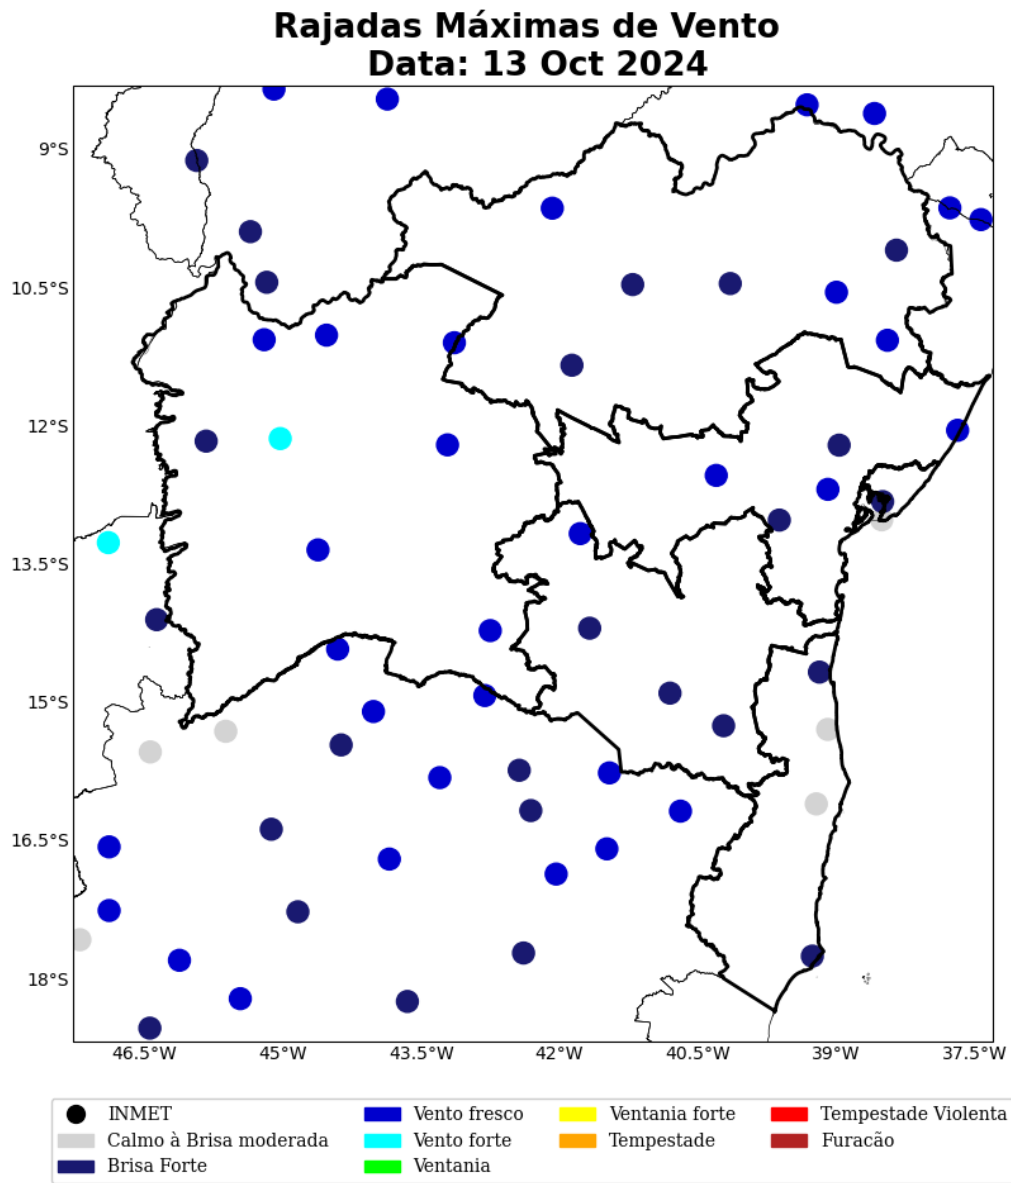 Rajadas Máximas de Vento
Data: 13 Oct 2024
9°S
10.5°S
12°S
13.5°S
15°S
16.5°S
18°S
46.5°W 45°W 43.5°W 42°W 40.5°W 39°W 37.5°W
INMET Vento fresco Ventania forte Tempestade Violenta
Calmo à Brisa moderada Vento forte Tempestade Furacão
Brisa Forte Ventania